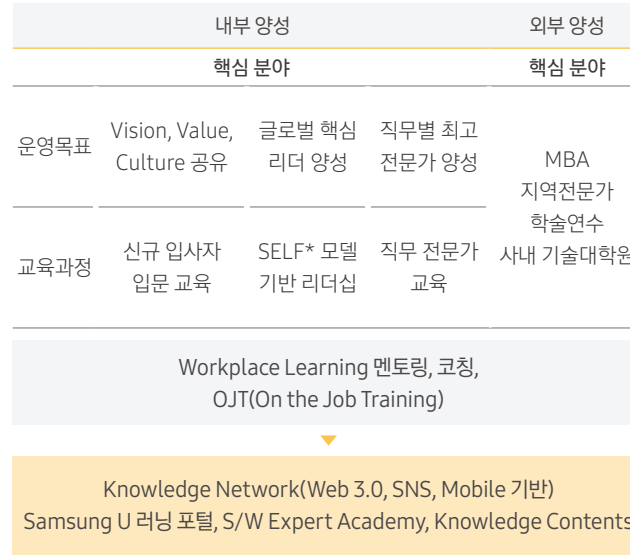 내부 양성 외부 양성
핵심 분야 핵심 분야
운영목표
Vision, Value,
Culture 공유
글로벌 핵심
리더 양성
직무별 최고
전문가 양성
MBA
지역전문가
학술연수
사내 기술대학원
교육과정
신규 입사자
입문 교육
SELF* 모델
기반 리더십
직무 전문가
교육
Workplace Learning 멘토링, 코칭,
OJT(On the Job Training)
Knowledge Network(Web 3.0, SNS, Mobile 기반)
Samsung U 러닝 포털, S/W Expert Academy, Knowledge Contents